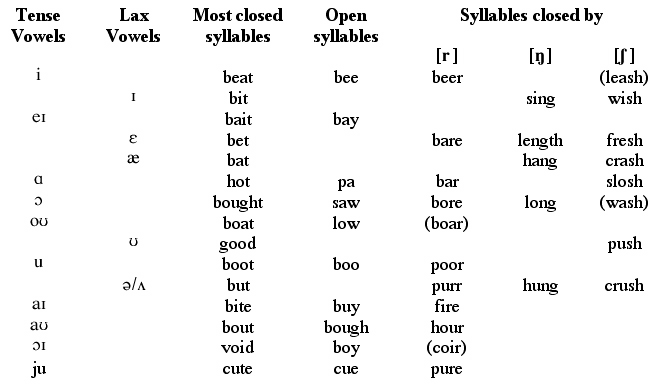 Tense Lax Most closed Open Syllables closed by
Vowels Vowels syllables syllables
[r] [ŋ] [ʃ]
i beat bee beer (leash)
ɪ bit sing wish
eɪ bait bay
ɛ bet bare length fresh
æ bat hang crash
ɑ hot pa bar slosh
ɔ bought saw bore long (wash)
oʊ boat low (boar)
ʊ good push
u boot boo poor
ə/ʌ but purr hung crush
aɪ bite buy fire
aʊ bout bough hour
ɔɪ void boy (coir)
ju cute cue pure